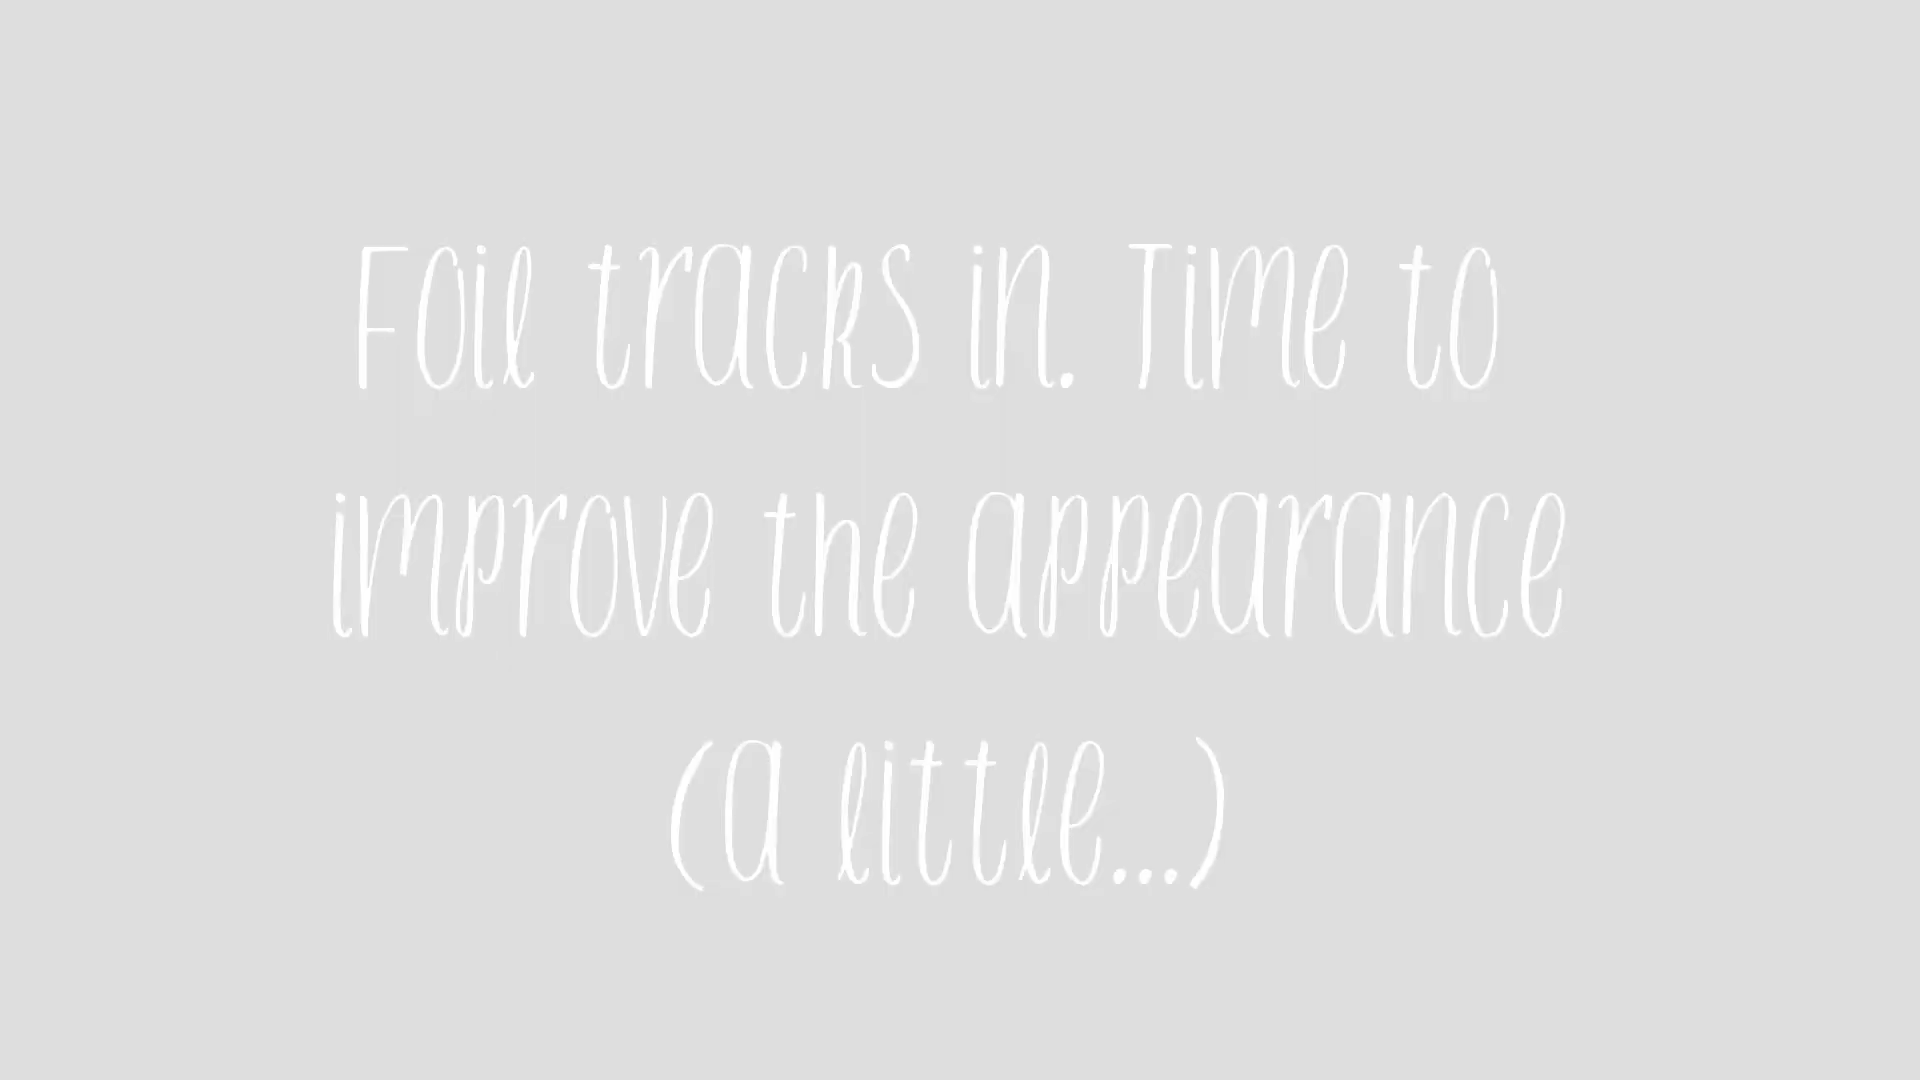 Foil tracks in. Time to
improve the appearance
(a little...)